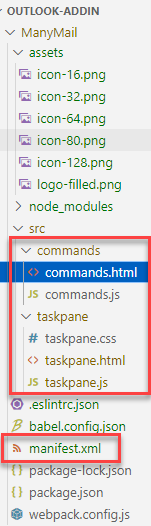 OUTLOOK-ADDIN
ManyMail
assets
icon-16.png
icon-32.png
icon-64.png
icon-80.png
icon-128.png
logo-filled.png
node_modules
src
commands
<> commands.html
JS commands.js
taskpane
# taskpane.css
<> taskpane.html
JS taskpane.js
.eslintrc.json
babel.config.json
manifest.xml
package-lock.json
package.json
webpack.config.js